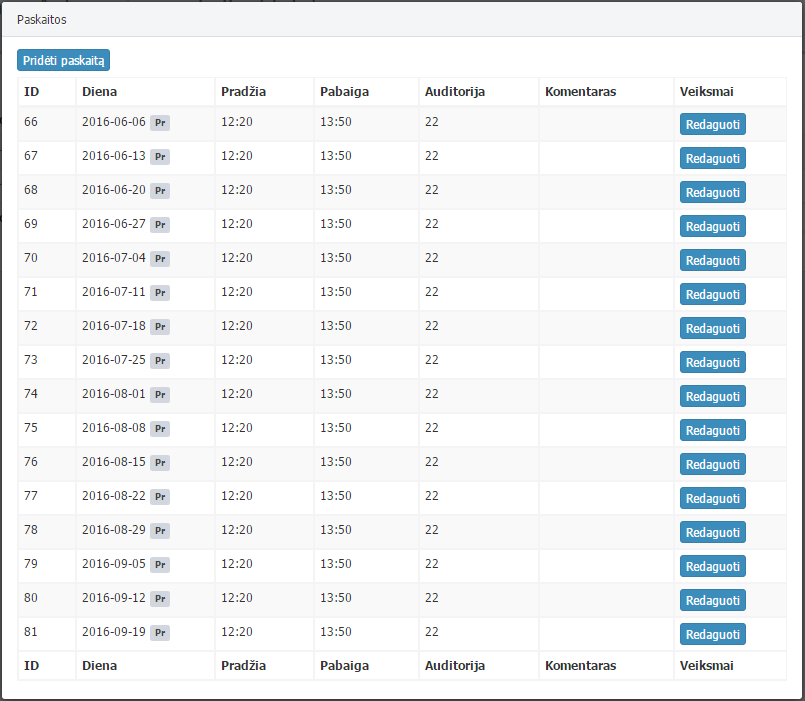 Paskaitos
Pridėti paskaitą
ID Diena Pradžia Pabaiga Auditorija Komentaras Veiksmai
66 2016-06-06 Pr 12:20 13:50 22 Redaguoti
67 2016-06-13 Pr 12:20 13:50 22 Redaguoti
68 2016-06-20 Pr 12:20 13:50 22 Redaguoti
69 2016-06-27 Pr 12:20 13:50 22 Redaguoti
70 2016-07-04 Pr 12:20 13:50 22 Redaguoti
71 2016-07-11 Pr 12:20 13:50 22 Redaguoti
72 2016-07-18 Pr 12:20 13:50 22 Redaguoti
73 2016-07-25 Pr 12:20 13:50 22 Redaguoti
74 2016-08-01 Pr 12:20 13:50 22 Redaguoti
75 2016-08-08 Pr 12:20 13:50 22 Redaguoti
76 2016-08-15 Pr 12:20 13:50 22 Redaguoti
77 2016-08-22 Pr 12:20 13:50 22 Redaguoti
78 2016-08-29 Pr 12:20 13:50 22 Redaguoti
79 2016-09-05 Pr 12:20 13:50 22 Redaguoti
80 2016-09-12 Pr 12:20 13:50 22 Redaguoti
81 2016-09-19 Pr 12:20 13:50 22 Redaguoti
ID Diena Pradžia Pabaiga Auditorija Komentaras Veiksmai